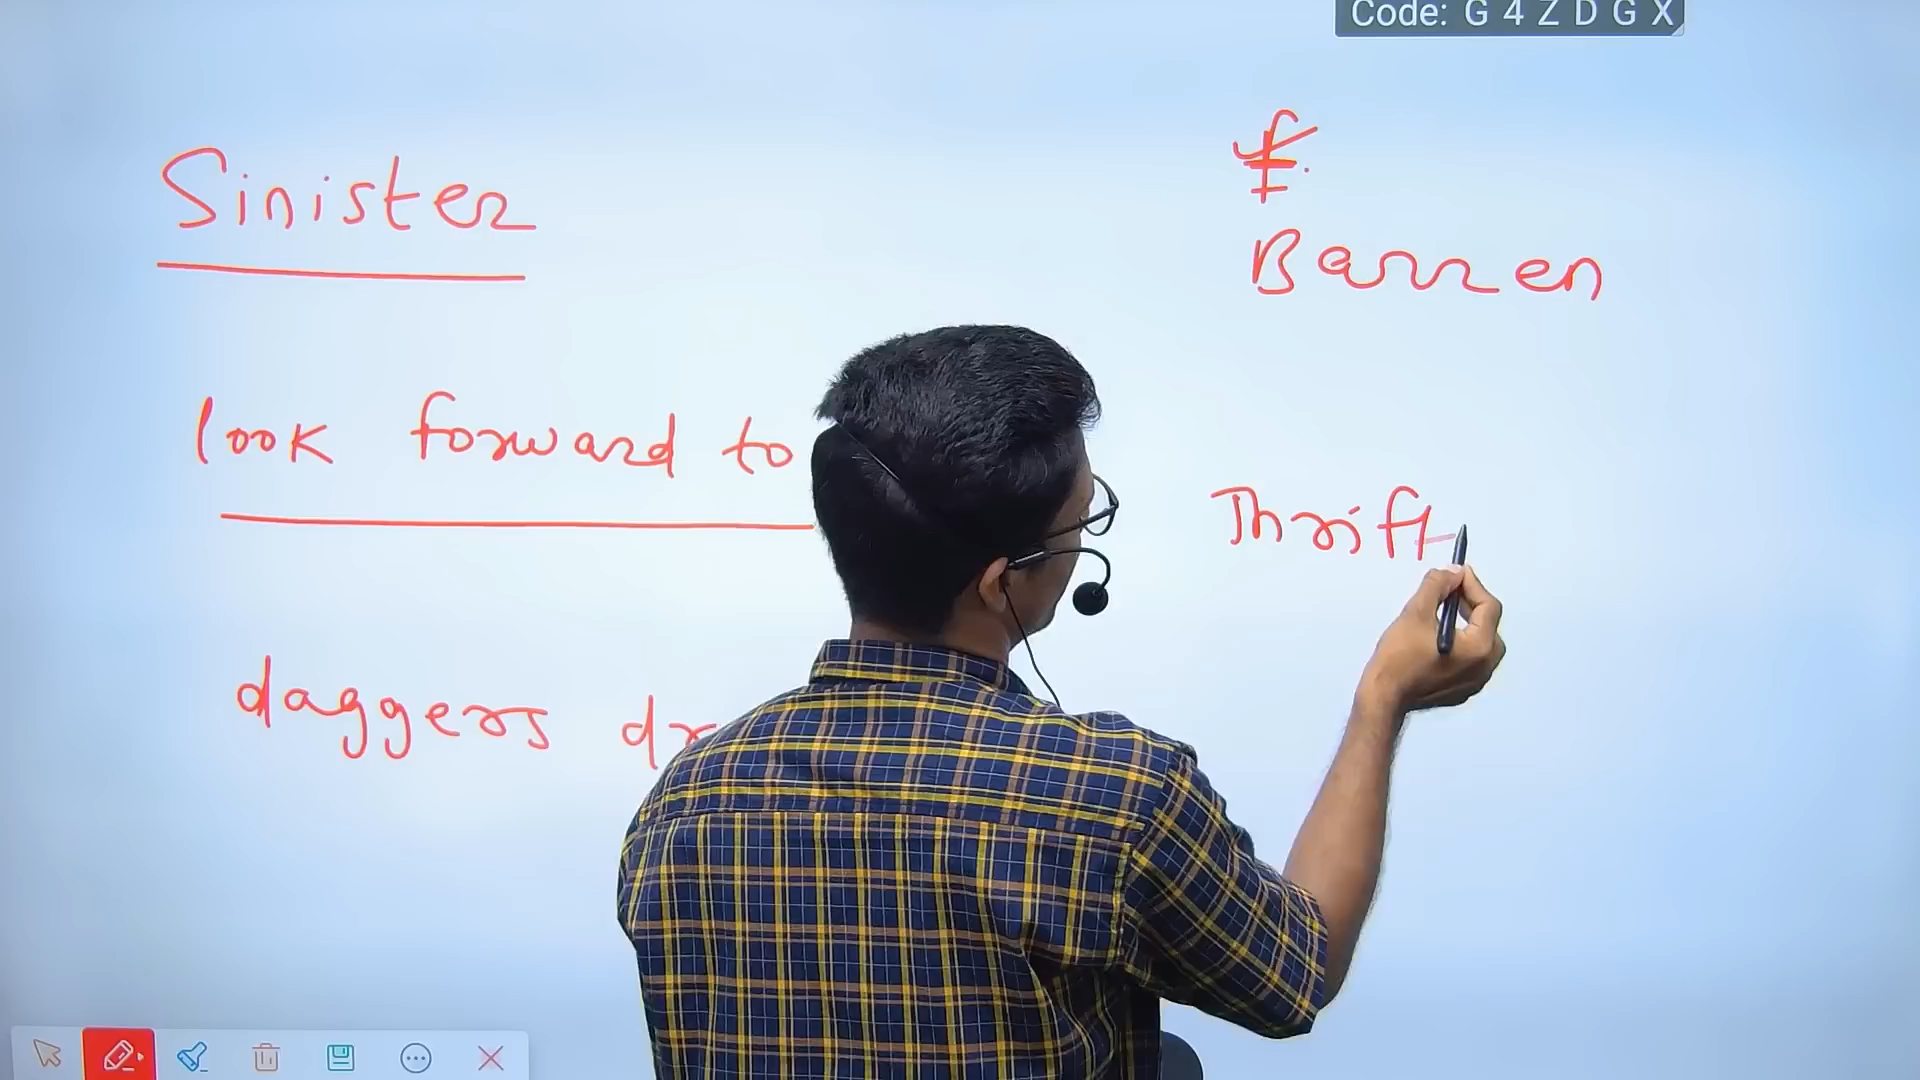 Code: G 4 Z D G X
Sinister
Barren
look forward to
Thrift
daggers